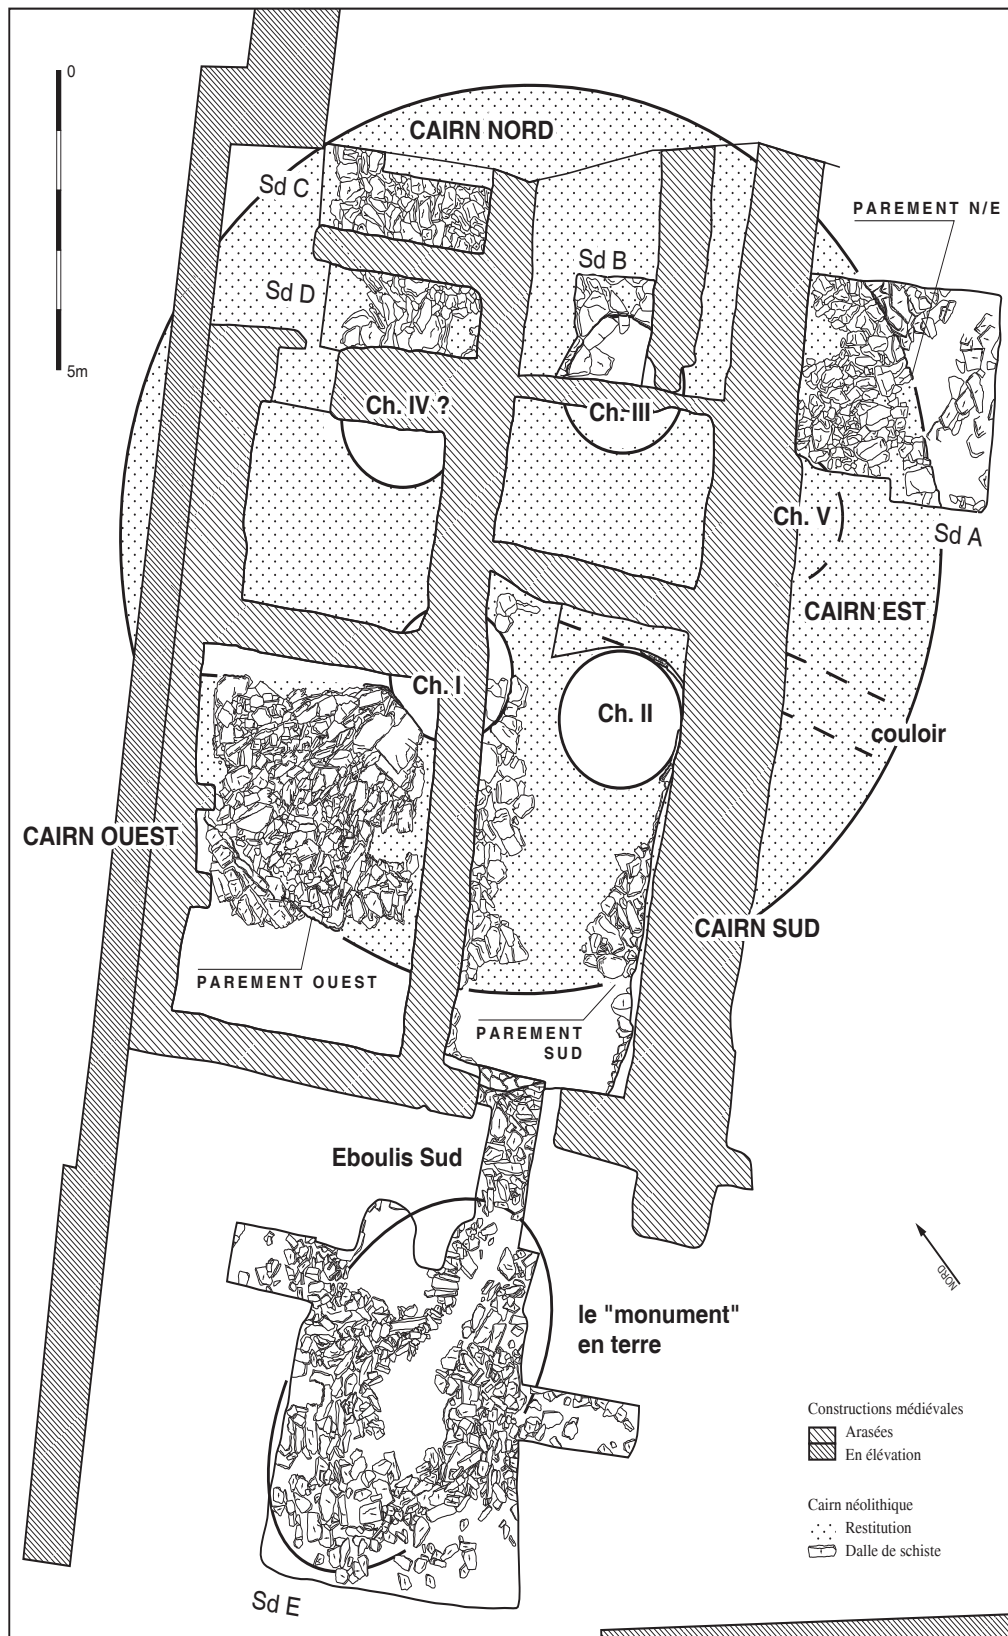 0
5m
CAIRN NORD
Sd C
PAREMENT N/E
Sd B
Sd D
Ch. IV ?
Ch. III
Ch. V
Sd A
CAIRN EST
Ch. I
Ch. II
couloir
CAIRN OUEST
CAIRN SUD
PAREMENT OUEST
PAREMENT
SUD
Eboulis Sud
NORD
le "monument"
en terre
Constructions médiévales
Arasées
En élévation
Cairn néolithique
Restitution
Dalle de schiste
Sd E